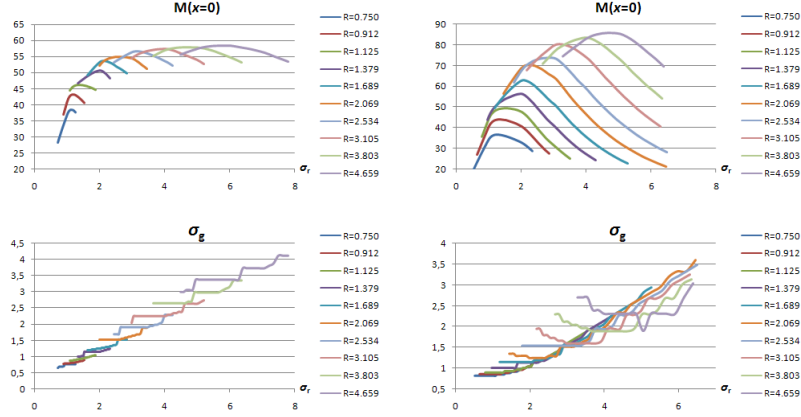 M(x=0)
65
60
55
50
45
40
35
30
25
20
0
2
4
6
8
σr
R=0.750
R=0.912
R=1.125
R=1.379
R=1.689
R=2.069
R=2.534
R=3.105
R=3.803
R=4.659
M(x=0)
90
80
70
60
50
40
30
20
0
2
4
6
8
σr
R=0.750
R=0.912
R=1.125
R=1.379
R=1.689
R=2.069
R=2.534
R=3.105
R=3.803
R=4.659
σg
4,5
4
3,5
3
2,5
2
1,5
1
0,5
0
0
2
4
6
8
σr
R=0.750
R=0.912
R=1.125
R=1.379
R=1.689
R=2.069
R=2.534
R=3.105
R=3.803
R=4.659
σg
4
3,5
3
2,5
2
1,5
1
0,5
0
2
4
6
σr
R=0.750
R=0.912
R=1.125
R=1.379
R=1.689
R=2.069
R=2.534
R=3.105
R=3.803
R=4.659